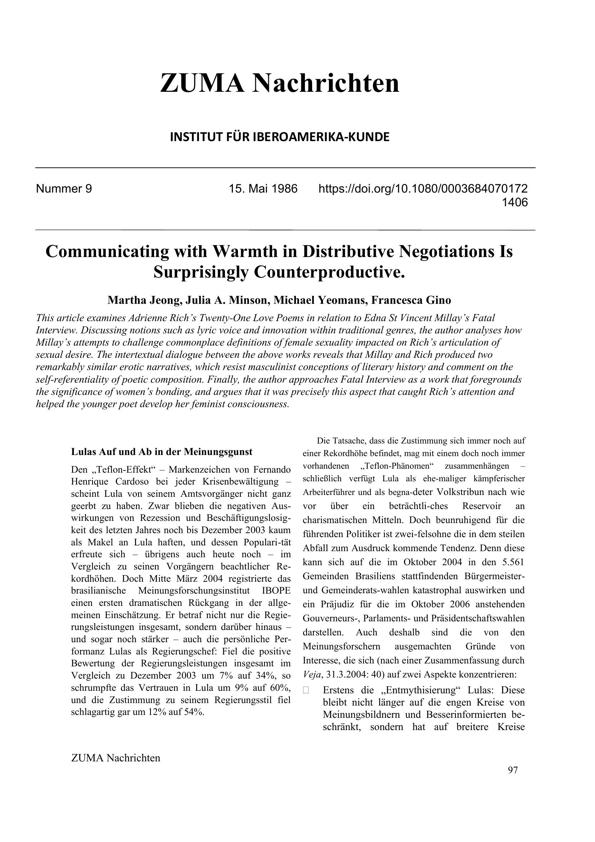 ZUMA Nachrichten
INSTITUT FÜR IBEROAMERIKA-KUNDE
Nummer 9 15. Mai 1986 https://doi.org/10.1080/0003684070172
1406
Communicating with Warmth in Distributive Negotiations Is
Surprisingly Counterproductive.
Martha Jeong, Julia A. Minson, Michael Yeomans, Francesca Gino
This article examines Adrienne Rich's Twenty-One Love Poems in relation to Edna St Vincent Millay's Fatal
Interview. Discussing notions such as lyric voice and innovation within traditional genres, the author analyses how
Millay's attempts to challenge commonplace definitions of female sexuality impacted on Rich's articulation of
sexual desire. The intertextual dialogue between the above works reveals that Millay and Rich produced two
remarkably similar erotic narratives, which resist masculinist conceptions of literary history and comment on the
self-referentiality of poetic composition. Finally, the author approaches Fatal Interview as a work that foregrounds
the significance of women's bonding, and argues that it was precisely this aspect that caught Rich's attention and
helped the younger poet develop her feminist consciousness.
Lulas Auf und Ab in der Meinungsgunst
Den „Teflon-Effekt“ – Markenzeichen von Fernando
Henrique Cardoso bei jeder Krisenbewältigung –
scheint Lula von seinem Amtsvorgänger nicht ganz
geerbt zu haben. Zwar blieben die negativen Aus-
wirkungen von Rezession und Beschäftigungslosig-
keit des letzten Jahres noch bis Dezember 2003 kaum
als Makel an Lula haften, und dessen Populari-tät
erfreute sich – übrigens auch heute noch – im
Vergleich zu seinen Vorgängern beachtlicher Re-
kordhöhen. Doch Mitte März 2004 registrierte das
brasilianische Meinungsforschungsinstitut IBOPE
einen ersten dramatischen Rückgang in der allge-
meinen Einschätzung. Er betraf nicht nur die Regie-
rungsleistungen insgesamt, sondern darüber hinaus –
und sogar noch stärker – auch die persönliche Per-
formanz Lulas als Regierungschef: Fiel die positive
Bewertung der Regierungsleistungen insgesamt im
Vergleich zu Dezember 2003 um 7% auf 34%, so
schrumpfte das Vertrauen in Lula um 9% auf 60%,
und die Zustimmung zu seinem Regierungsstil fiel
schlagartig gar um 12% auf 54%.
Die Tatsache, dass die Zustimmung sich immer noch auf
einer Rekordhöhe befindet, mag mit einem doch noch immer
vorhandenen „Teflon-Phänomen“ zusammenhängen –
schließlich verfügt Lula als ehe-maliger kämpferischer
Arbeiterführer und als begna-deter Volkstribun nach wie
vor über ein beträchtli-ches Reservoir an
charismatischen Mitteln. Doch beunruhigend für die
führenden Politiker ist zwei-felsohne die in dem steilen
Abfall zum Ausdruck kommende Tendenz. Denn diese
kann sich auf die im Oktober 2004 in den 5.561
Gemeinden Brasiliens stattfindenden Bürgermeister-
und Gemeinderats-wahlen katastrophal auswirken und
ein Präjudiz für die im Oktober 2006 anstehenden
Gouverneurs-, Parlaments- und Präsidentschaftswahlen
darstellen. Auch deshalb sind die von den
Meinungsforschern ausgemachten Gründe von
Interesse, die sich (nach einer Zusammenfassung durch
Veja, 31.3.2004: 40) auf zwei Aspekte konzentrieren:
Erstens die „Entmythisierung“ Lulas: Diese
bleibt nicht länger auf die engen Kreise von
Meinungsbildnern und Besserinformierten be-
schränkt, sondern hat auf breitere Kreise
ZUMA Nachrichten
97